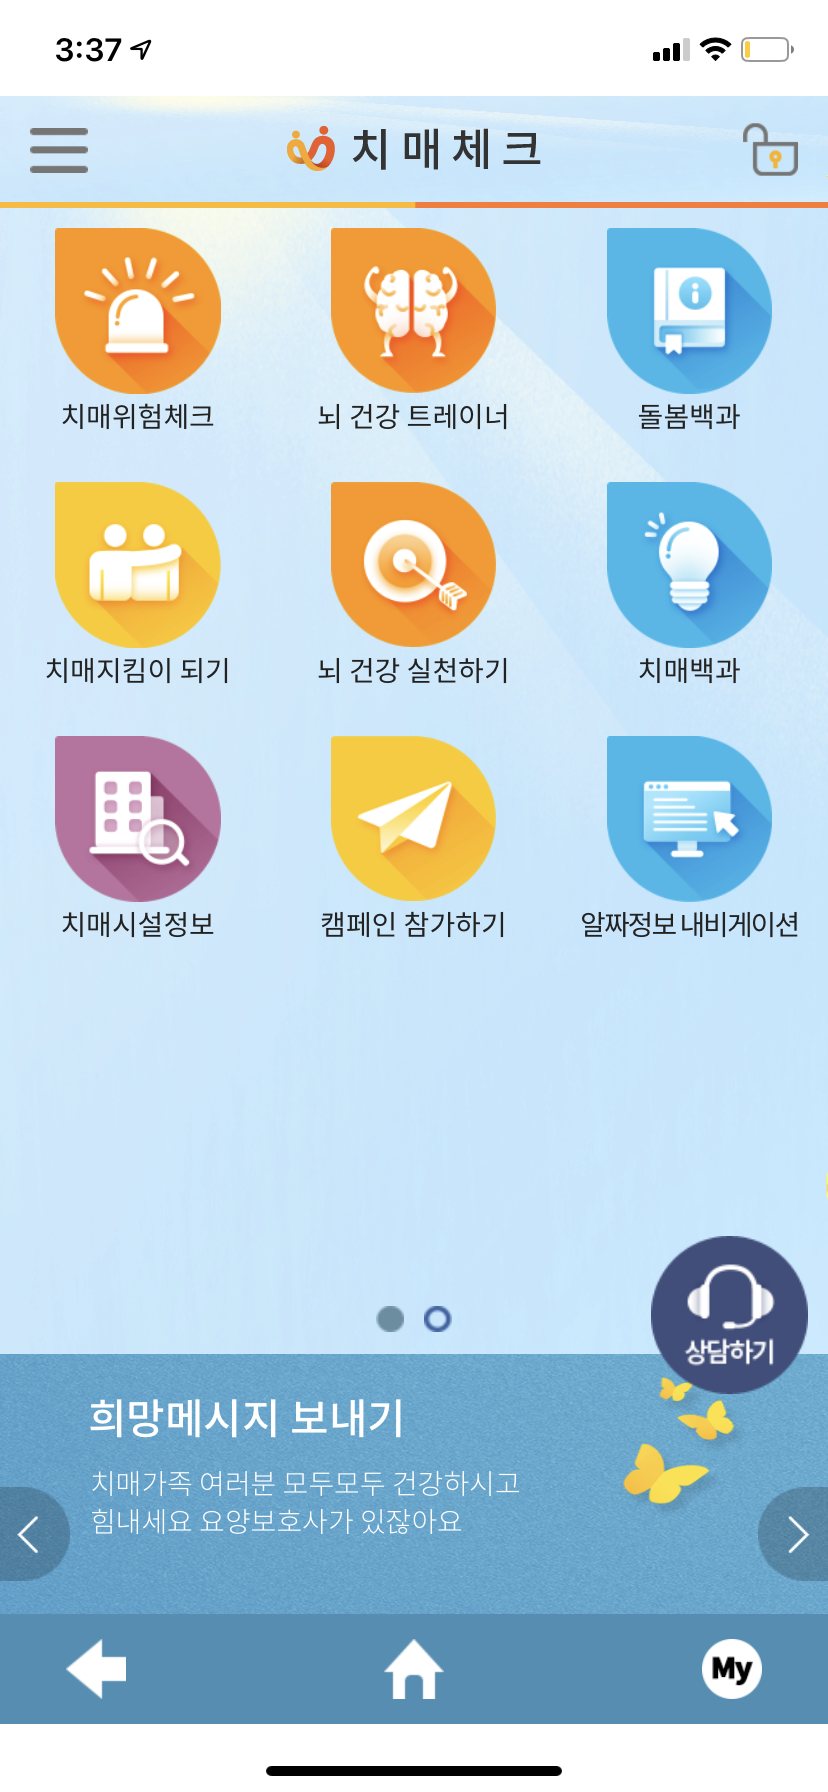 3:37
치매체크
치매위험체크
뇌 건강 트레이너
돌봄백과
치매지킴이 되기
뇌 건강 실천하기
치매백과
치매시설정보
캠페인 참가하기
알짜정보 내비게이션
상담하기
희망메시지 보내기
치매가족 여러분 모두모두 건강하시고
힘내세요 요양보호사가 있잖아요
My